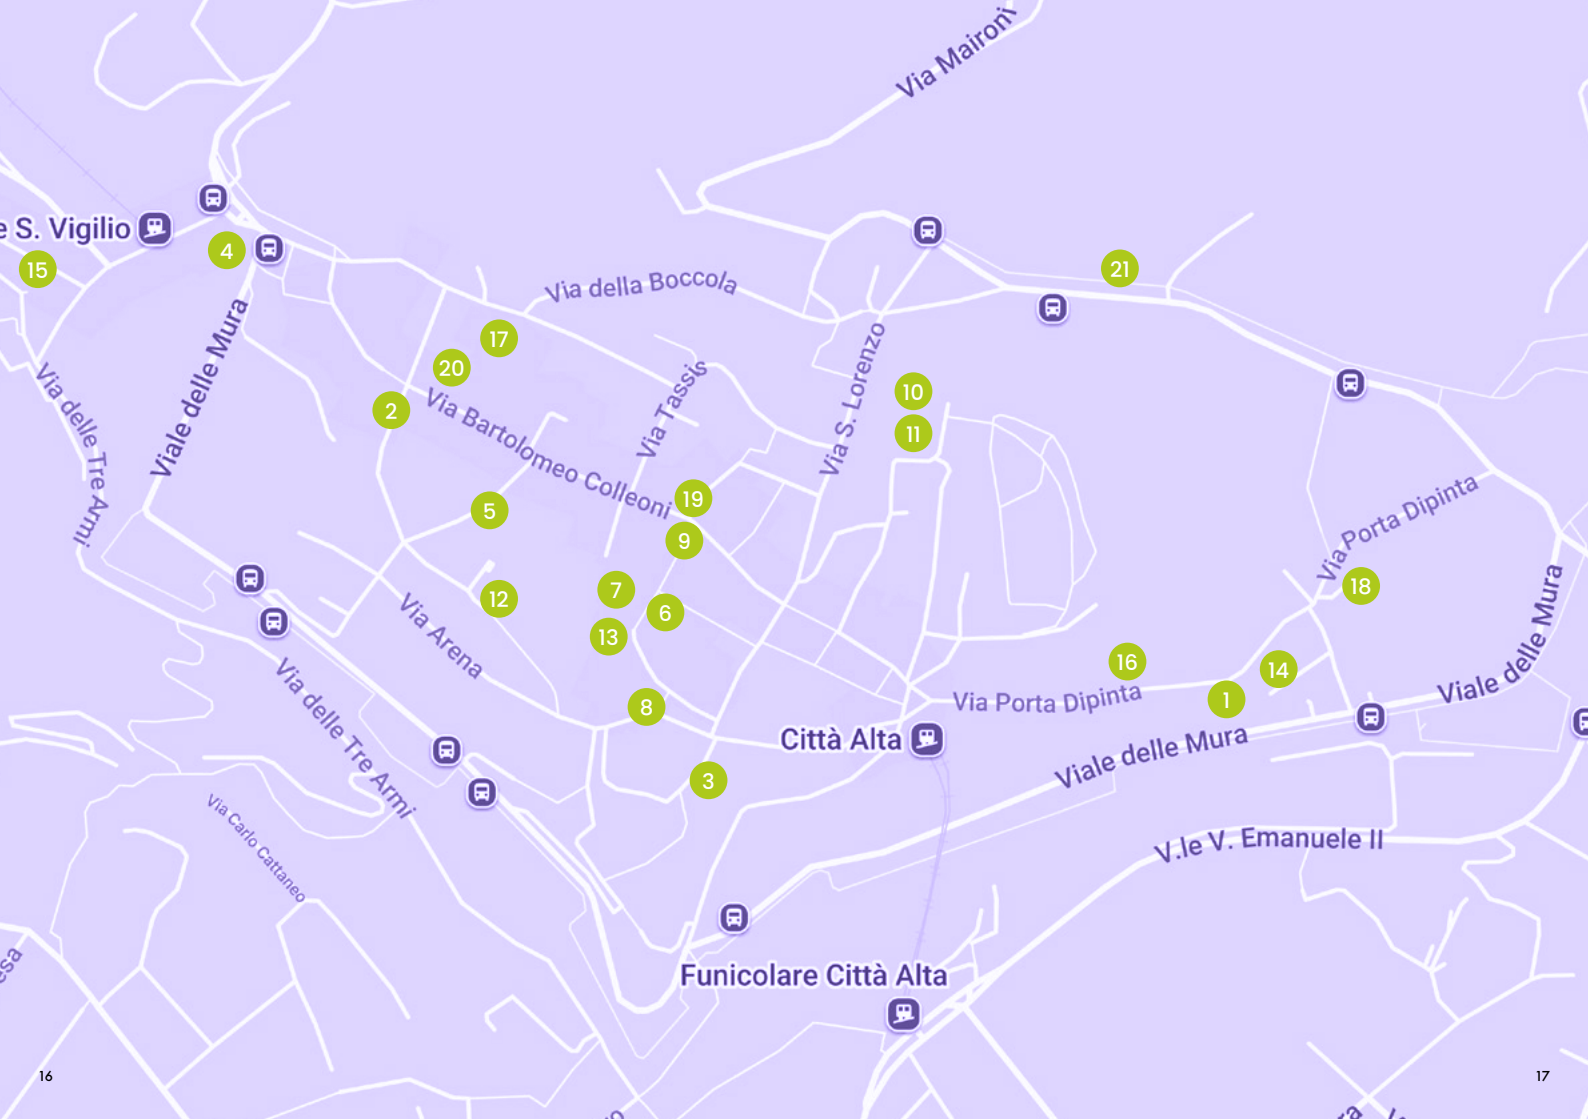 Via Maironi
e S. Vigilio
4
15
21
Via della Boccola
17
20
2
Viale delle Mura
Via delle Tre Armi
Via Bartolomeo Colleoni
Via Tassis
Via S. Lorenzo
10
11
19
5
9
Via Porta Dipinta
12
7
6
13
18
Viale delle Mura
Via Arena
16
14
1
8
Via Porta Dipinta
Città Alta
Viale delle Mura
3
Via delle Tre Armi
Via Carlo Cattaneo
V.le V. Emanuele II
Funicolare Città Alta
esa
16
17